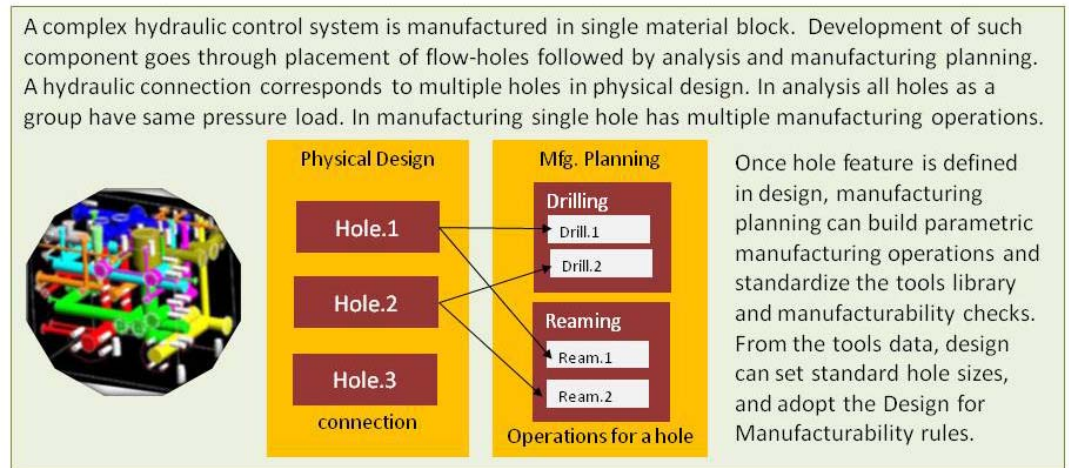 A complex hydraulic control system is manufactured in single material block.  Development of such
component goes through placement of flow-holes followed by analysis and manufacturing planning.
A hydraulic connection corresponds to multiple holes in physical design. In analysis all holes as a
group have same pressure load. In manufacturing single hole has multiple manufacturing operations.
Physical Design
Hole.1
Hole.2
Hole.3
connection
Mfg. Planning
Drilling
Drill.1
Drill.2
Reaming
Ream.1
Ream.2
Operations for a hole
Once hole feature is defined
in design, manufacturing
planning can build parametric
manufacturing operations and
standardize the tools library
and manufacturability checks.
From the tools data, design
can set standard hole sizes,
and adopt the Design for
Manufacturability rules.